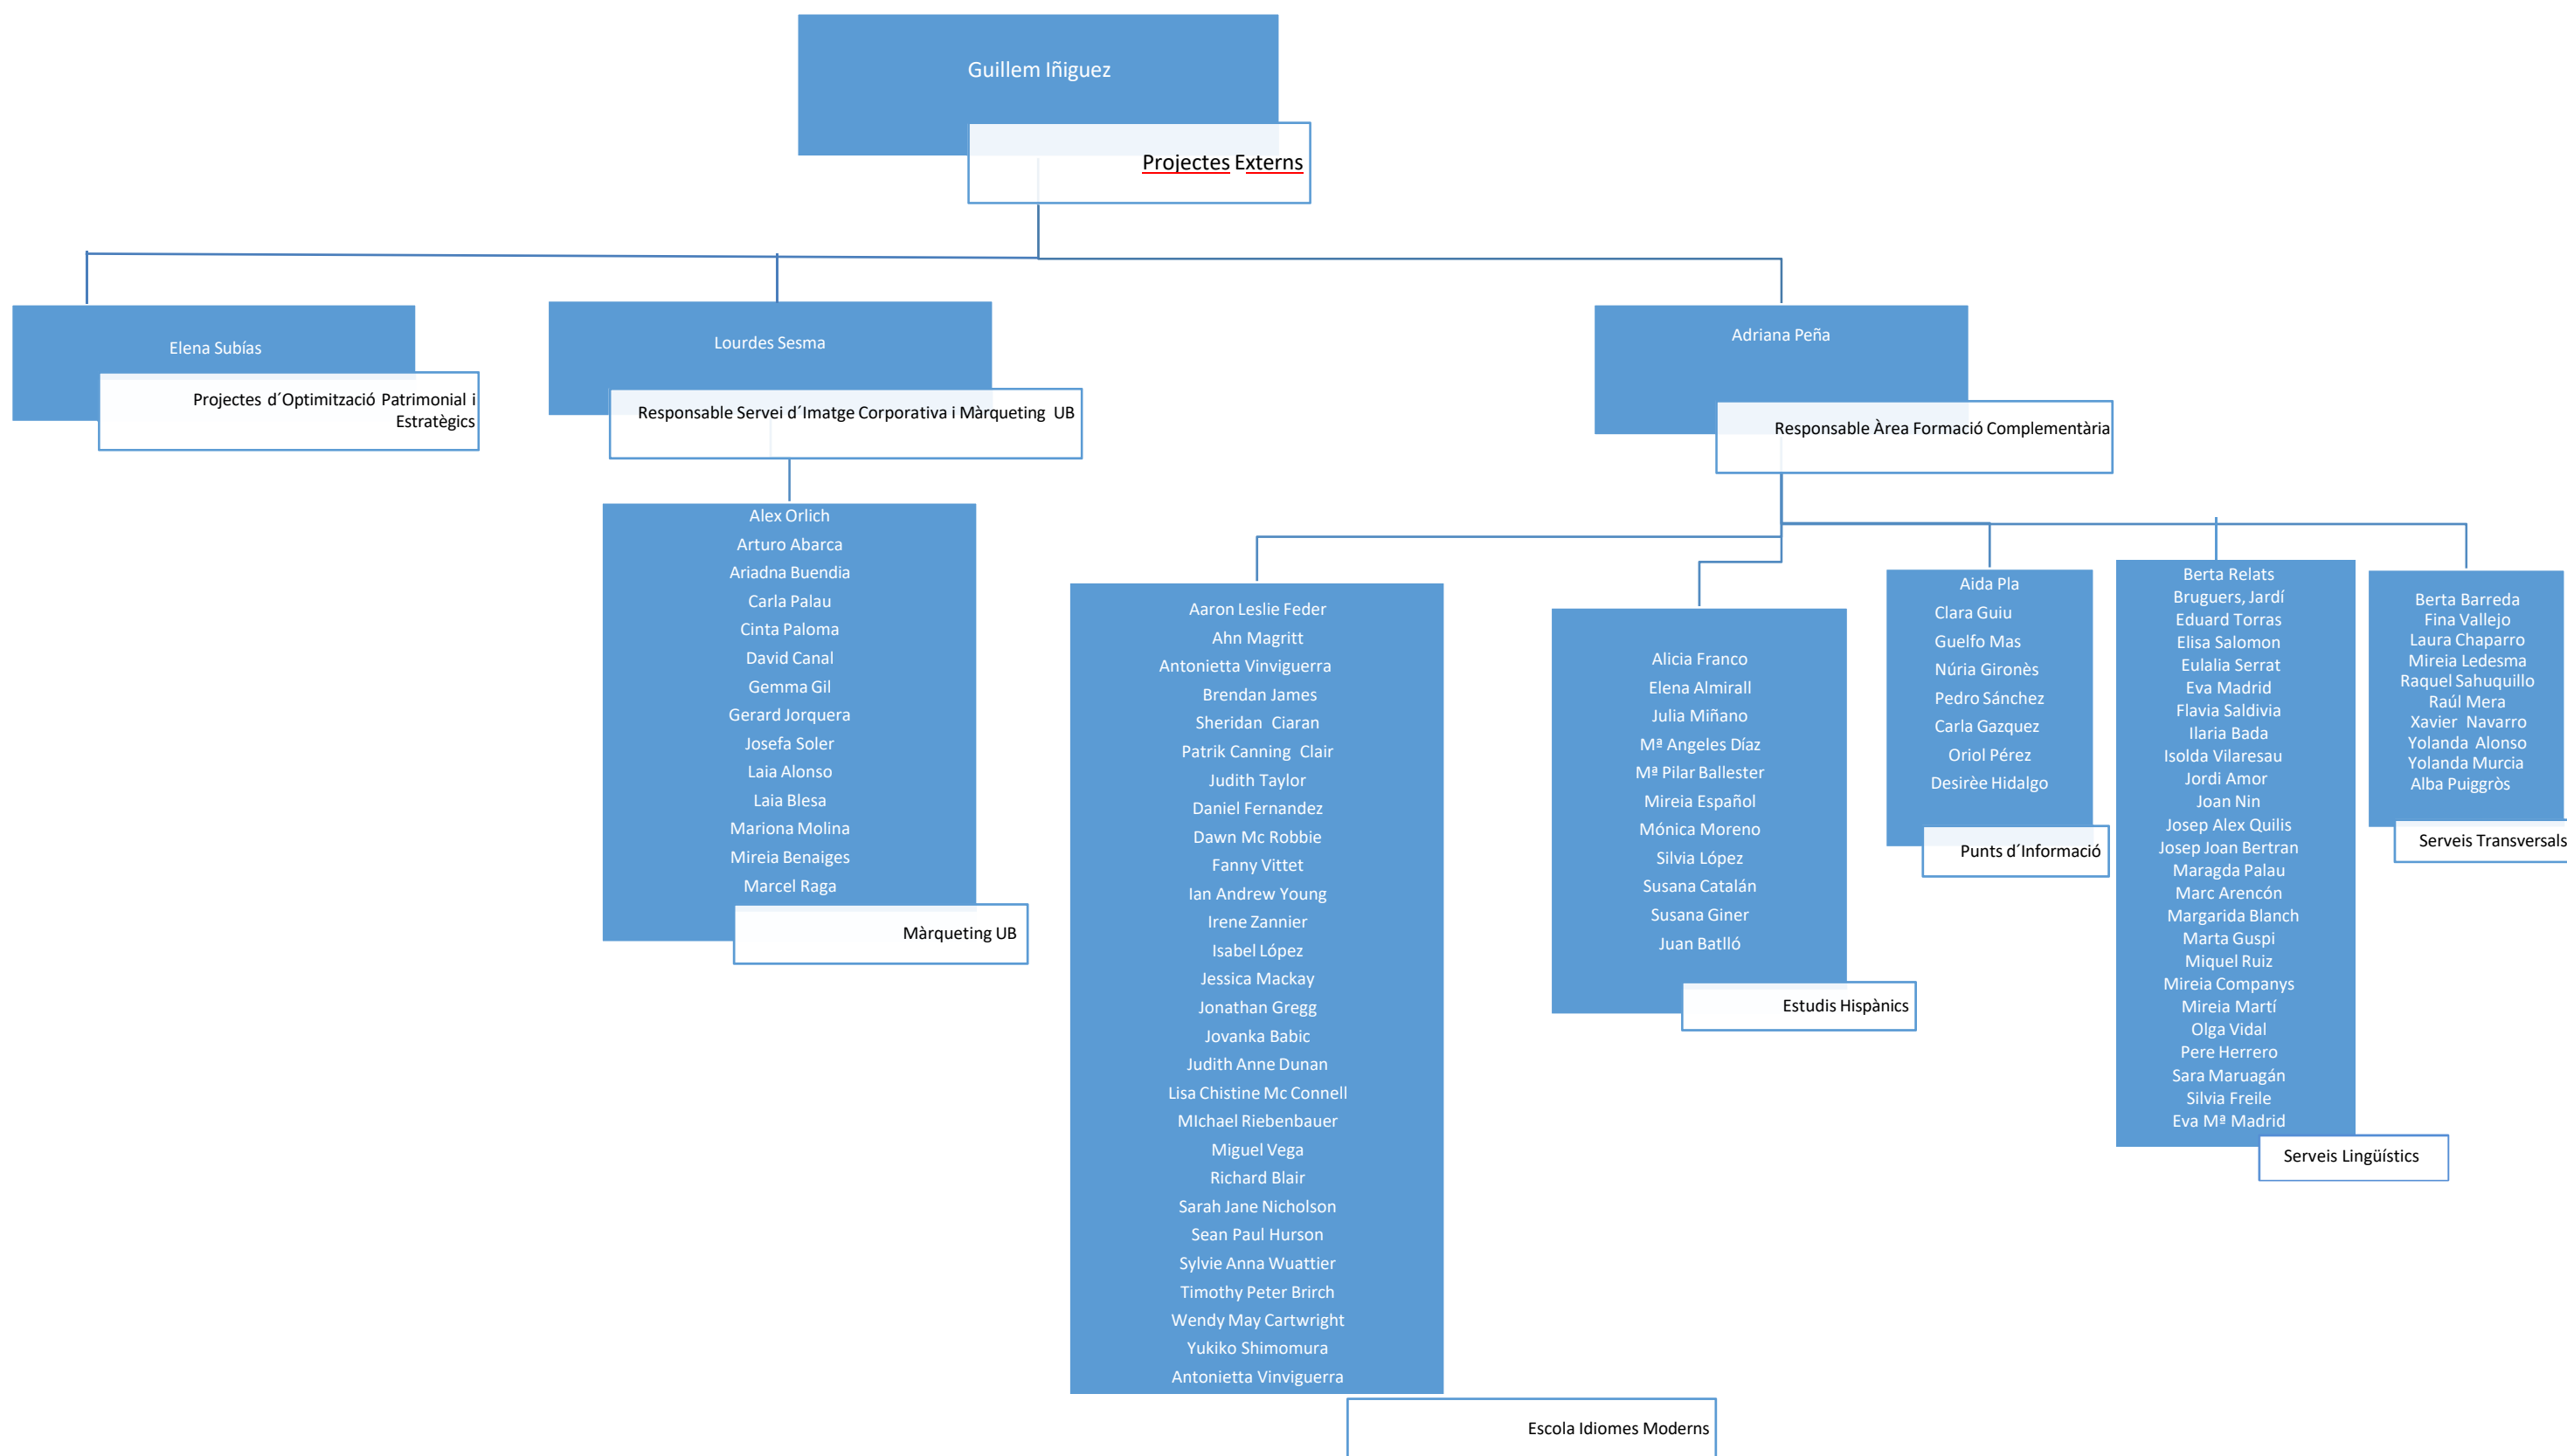 Guillem Iñiguez
Projectes Externs
Elena Subías
Projectes d´Optimització Patrimonial i
Estratègics
Lourdes Sesma
Responsable Servei d´Imatge Corporativa i Màrqueting UB
Adriana Peña
Responsable Àrea Formació Complementària
Alex Orlich
Arturo Abarca
Ariadna Buendia
Carla Palau
Cinta Paloma
David Canal
Gemma Gil
Gerard Jorquera
Josefa Soler
Laia Alonso
Laia Blesa
Mariona Molina
Mireia Benaiges
Marcel Raga
Màrqueting UB
Aaron Leslie Feder
Ahn Magritt
Antonietta Vinviguerra
Brendan James
Sheridan Ciaran
Patrik Canning Clair
Judith Taylor
Daniel Fernandez
Dawn Mc Robbie
Fanny Vittet
Ian Andrew Young
Irene Zannier
Isabel López
Jessica Mackay
Jonathan Gregg
Jovanka Babic
Judith Anne Dunan
Lisa Chistine Mc Connell
MIchael Riebenbauer
Miguel Vega
Richard Blair
Sarah Jane Nicholson
Sean Paul Hurson
Sylvie Anna Wuattier
Timothy Peter Brirch
Wendy May Cartwright
Yukiko Shimomura
Antonietta Vinviguerra
Escola Idiomes Moderns
Alicia Franco
Elena Almirall
Julia Miñano
Mª Angeles Díaz
Mª Pilar Ballester
Mireia Español
Mónica Moreno
Silvia López
Susana Catalán
Susana Giner
Juan Batlló
Estudis Hispànics
Aida Pla
Clara Guiu
Guelfo Mas
Núria Gironès
Pedro Sánchez
Carla Gazquez
Oriol Pérez
Desirèe Hidalgo
Punts d´Informació
Berta Relats
Bruguers, Jardí
Eduard Torras
Elisa Salomon
Eulalia Serrat
Eva Madrid
Flavia Saldivia
Ilaria Bada
Isolda Vilaresau
Jordi Amor
Joan Nin
Josep Alex Quilis
Josep Joan Bertran
Maragda Palau
Marc Arencón
Margarida Blanch
Marta Guspi
Miquel Ruiz
Mireia Companys
Mireia Martí
Olga Vidal
Pere Herrero
Sara Maruagán
Silvia Freile
Eva Mª Madrid
Serveis Lingüístics
Berta Barreda
Fina Vallejo
Laura Chaparro
Mireia Ledesma
Raquel Sahuquillo
Raúl Mera
Xavier Navarro
Yolanda Alonso
Yolanda Murcia
Alba Puiggròs
Serveis Transversals